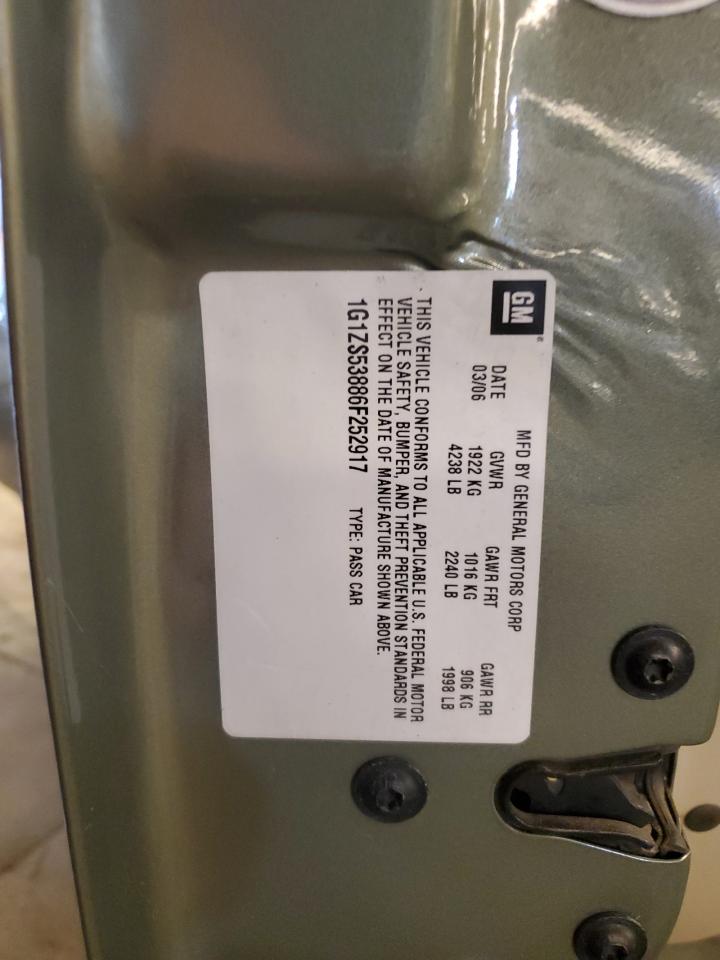 GM
MFD BY GENERAL MOTORS CORP
DATE GVWR GAWR FRT GAWR RR
03/06 1922 KG 1016 KG 906 KG
4238 LB 2240 LB 1998 LB
THIS VEHICLE CONFORMS TO ALL APPLICABLE U.S. FEDERAL MOTOR
VEHICLE SAFETY, BUMPER, AND THEFT PREVENTION STANDARDS IN
EFFECT ON THE DATE OF MANUFACTURE SHOWN ABOVE.
1G1ZS53886F252917 TYPE: PASS CAR